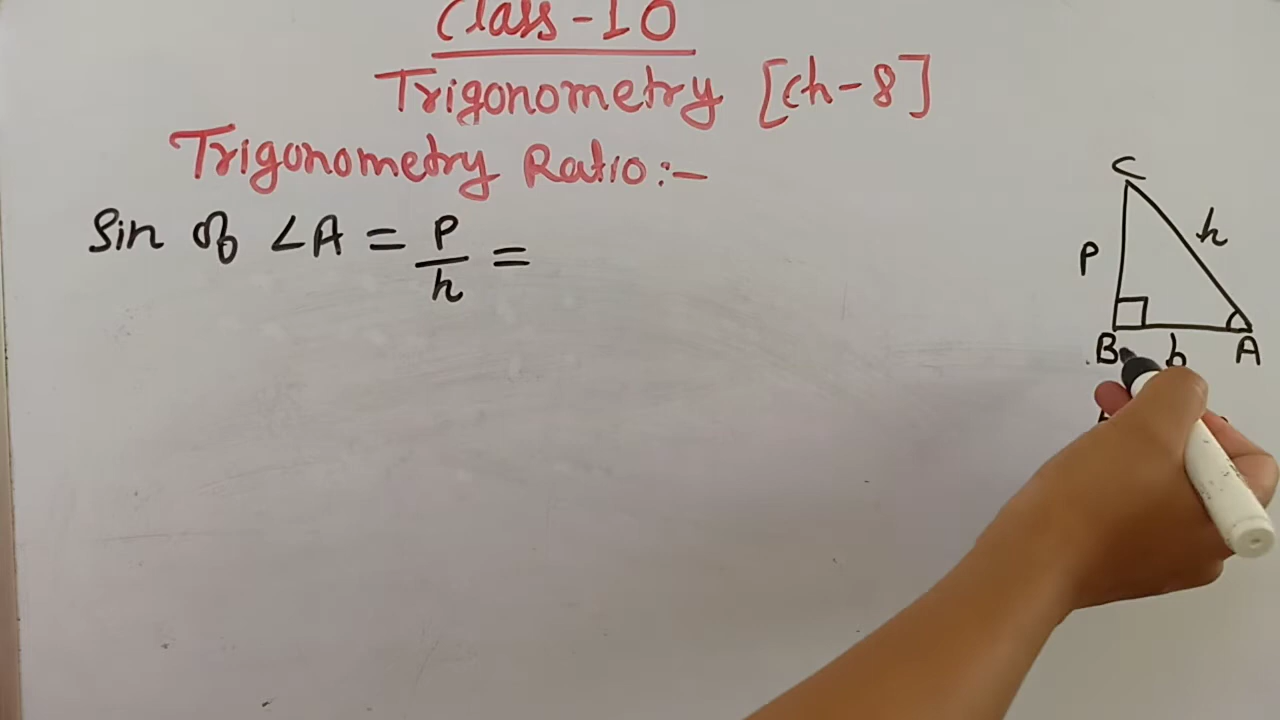 Class-10
Trigonometry [Ch-8]
Trigonometry Ratio:-
Sin of ∠A = P/h =
C
h
P
B b A